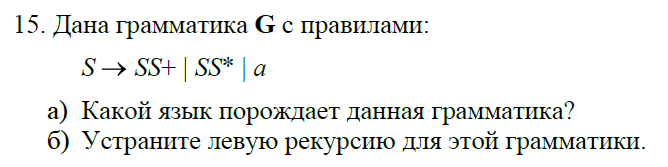 15. Дана грамматика G с правилами:
S → SS+ | SS* | a
а) Какой язык порождает данная грамматика?
б) Устраните левую рекурсию для этой грамматики.